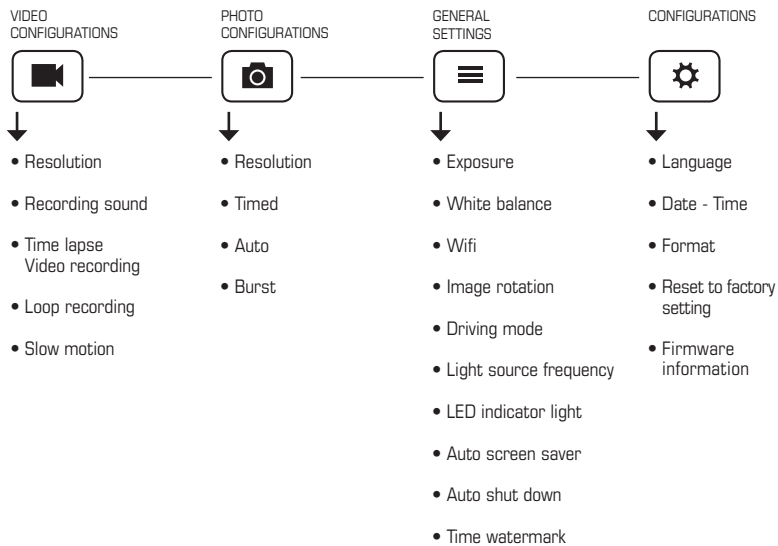 VIDEO
CONFIGURATIONS
• Resolution
• Recording sound
• Time lapse
Video recording
• Loop recording
• Slow motion
PHOTO
CONFIGURATIONS
• Resolution
• Timed
• Auto
• Burst
GENERAL
SETTINGS
• Exposure
• White balance
• Wifi
• Image rotation
• Driving mode
• Light source frequency
• LED indicator light
• Auto screen saver
• Auto shut down
• Time watermark
CONFIGURATIONS
• Language
• Date - Time
• Format
• Reset to factory
setting
• Firmware
information